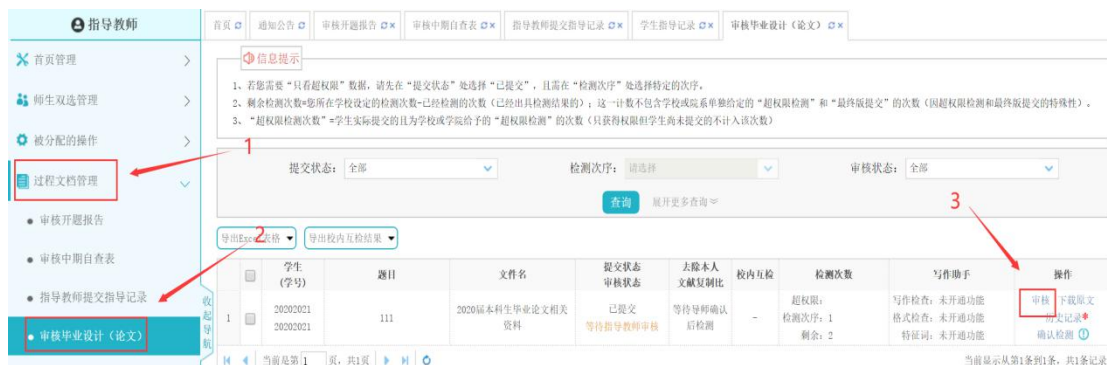 指导教师
首页 通知公告 审核开题报告 审核中期自查表 指导教师提交指导记录 学生指导记录 审核毕业设计（论文）
首页管理
师生双选管理
被分配的操作
过程文档管理
审核开题报告
审核中期自查表
指导教师提交指导记录
审核毕业设计（论文）
收起导航
1
2
3
信息提示
1、若您需要“只看超权限”数据，请先在“提交状态”处选择“已提交”，且需在“检测次序”处选择特定的次序。
2、剩余检测次数=您所在学校设定的检测次数-已经检测的次数（已经出具检测结果的）；这一计数不包含学校或院系单独给定的“超权限检测”和“最终版提交”的次数（因超权限检测和最终版提交的特殊性）。
3、“超权限检测次数”=学生实际提交的且为学校或学院给予的“超权限检测”的次数（只获得权限但学生尚未提交的不计入该次数）
提交状态： 全部 检测次序： 请选择 审核状态： 全部
查询 展开更多查询
导出Excel表格 导出校内互检结果
学生（学号） 题目 文件名 提交状态 审核状态 去除本人文献复制比 校内互检 检测次数 写作助手 操作
1 20202021 20202021 111 2020届本科生毕业论文相关资料 已提交 等待指导教师审核 等待导师确认后检测 - 超权限： 检测次序：1 剩余：2 写作检查：未开通功能 格式检查：未开通功能 特征词：未开通功能 审核 下载原文 历史记录 确认检测
当前是第 1 页，共1页 当前显示从第1条到1条，共1条记录